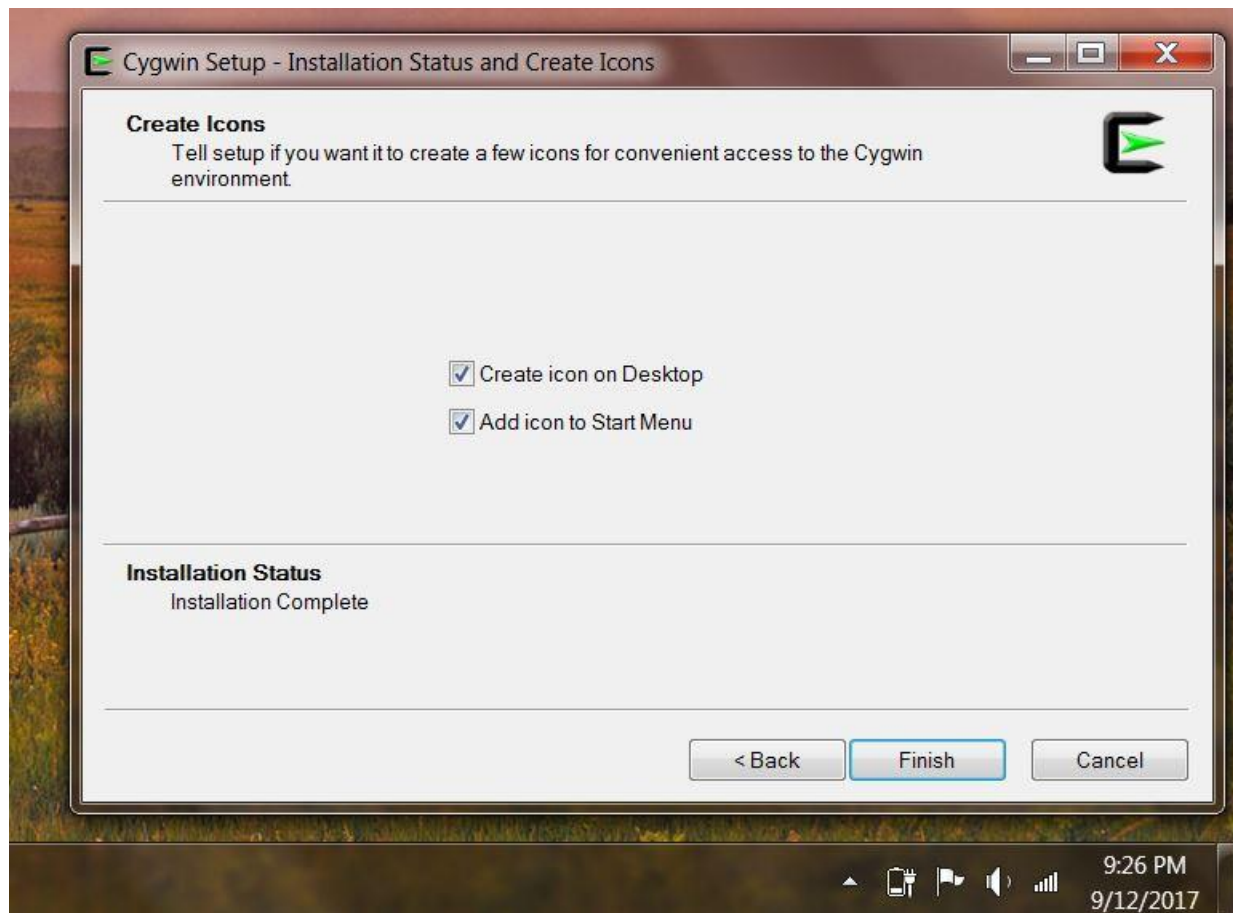 Cygwin Setup - Installation Status and Create Icons
Create Icons
Tell setup if you want it to create a few icons for convenient access to the Cygwin
environment.
Create icon on Desktop
Add icon to Start Menu
Installation Status
Installation Complete
< Back Finish Cancel
9:26 PM
9/12/2017